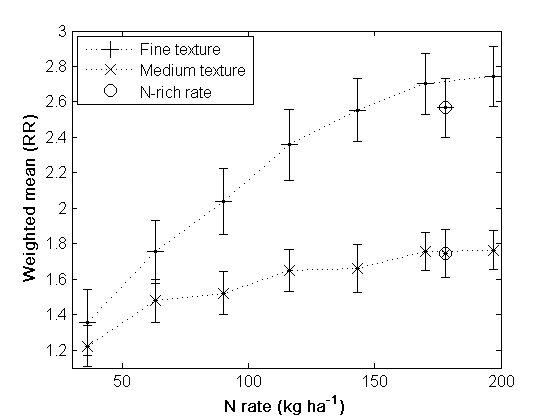 3
2.8
2.6
2.4
2.2
2
1.8
1.6
1.4
1.2
50
100
150
200
Weighted mean (RR)
N rate (kg ha⁻¹)
Fine texture
Medium texture
N-rich rate